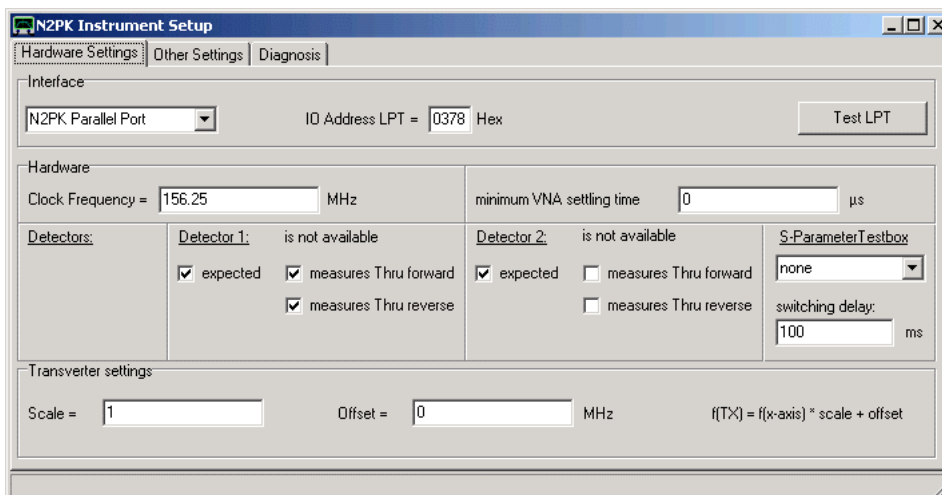 N2PK Instrument Setup
Hardware Settings Other Settings Diagnosis
Interface
N2PK Parallel Port IO Address LPT = 0378 Hex Test LPT
Hardware
Clock Frequency = 156.25 MHz minimum VNA settling time 0 µs
Detectors: Detector 1: is not available Detector 2: is not available S-ParameterTestbox
expected measures Thru forward expected measures Thru forward none
measures Thru reverse measures Thru reverse switching delay:
100 ms
Transverter settings
Scale = 1 Offset = 0 MHz f(TX) = f(x-axis) * scale + offset